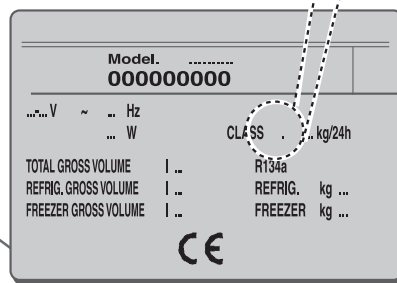 Model. ..........
000000000
...-... V ~ ... Hz
... W CLASS . .. kg/24h
TOTAL GROSS VOLUME l ... R134a
REFRIG. GROSS VOLUME l ... REFRIG. kg ...
FREEZER GROSS VOLUME l ... FREEZER kg ...
CE